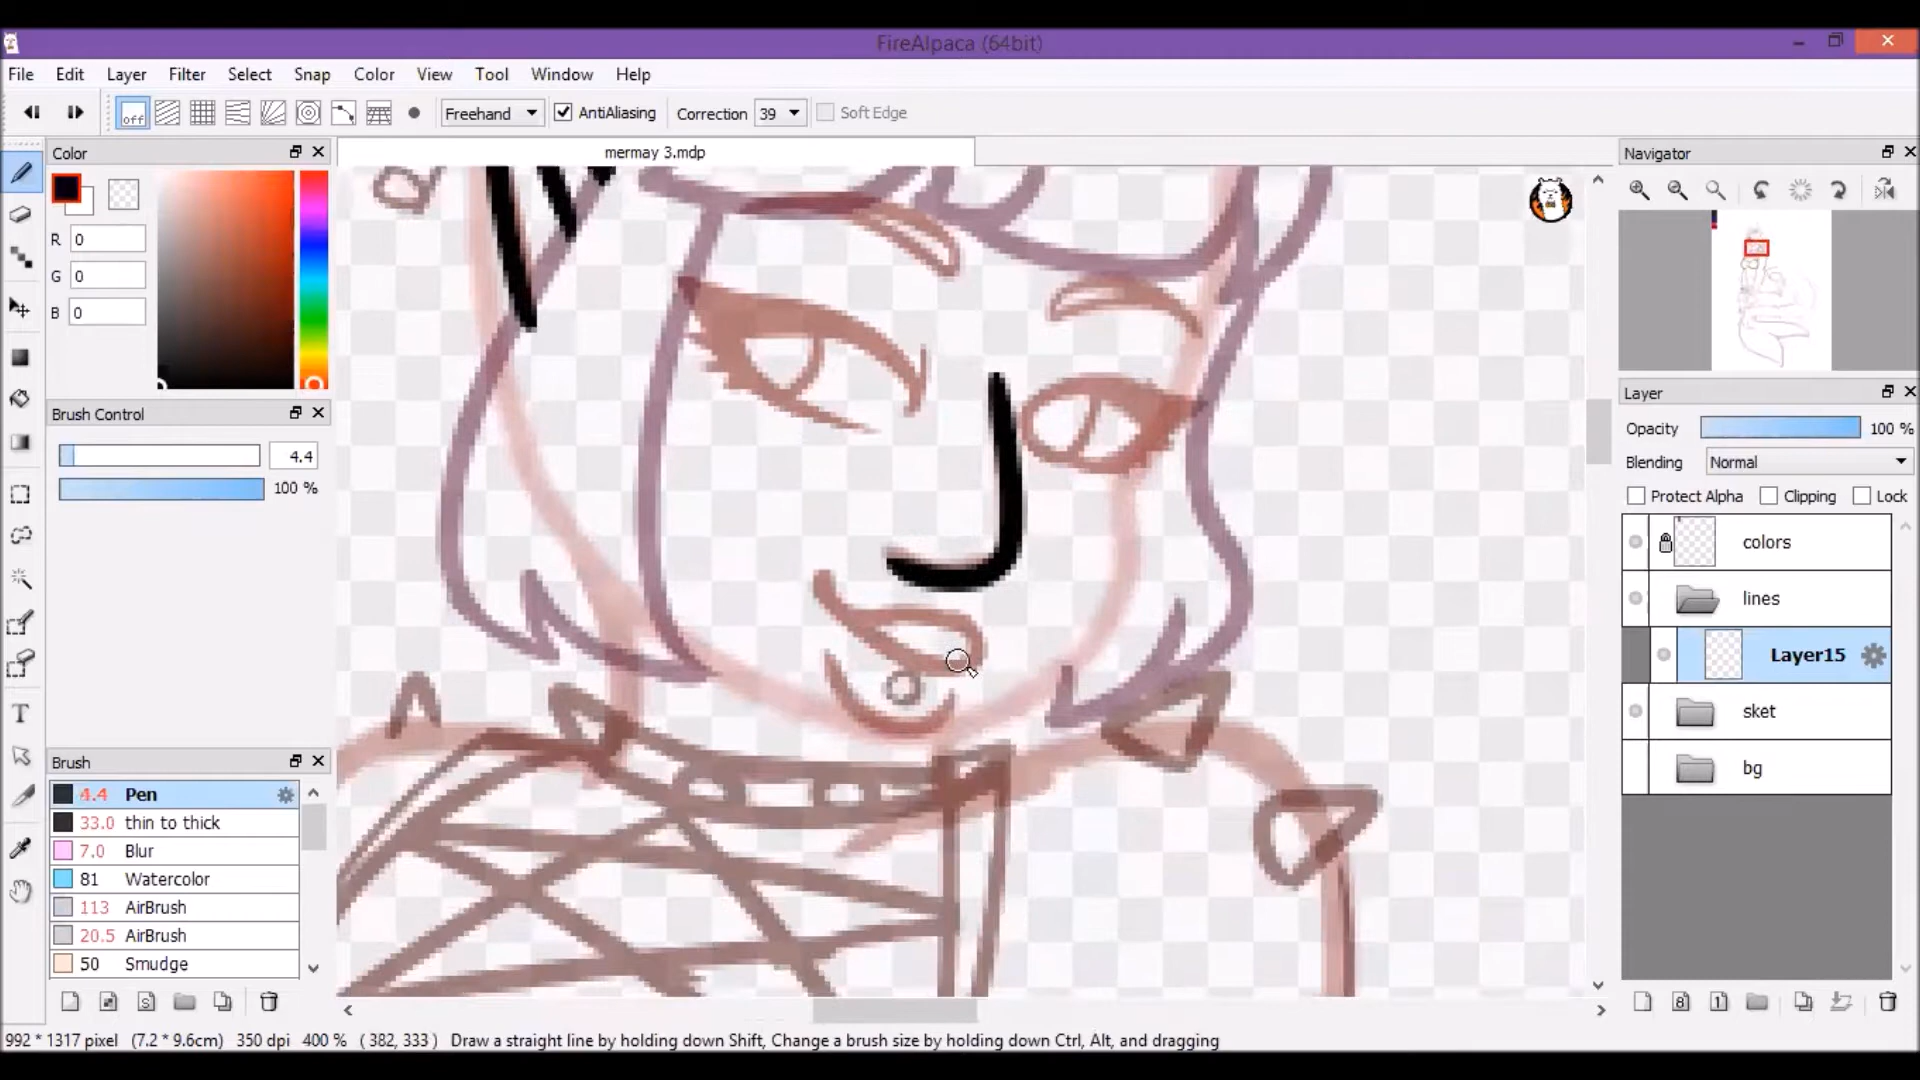 FireAlpaca (64bit)
File Edit Layer Filter Select Snap Color View Tool Window Help
off Freehand AntiAliasing Correction 39 Soft Edge
Color
R 0
G 0
B 0
Brush Control
4.4
100 %
Brush
4.4 Pen
33.0 thin to thick
7.0 Blur
81 Watercolor
113 AirBrush
20.5 AirBrush
50 Smudge
mermay 3.mdp
Navigator
Layer
Opacity 100 %
Blending Normal
Protect Alpha Clipping Lock
colors
lines
Layer15
sket
bg
992 * 1317 pixel (7.2 * 9.6cm) 350 dpi 400 % ( 382, 333 ) Draw a straight line by holding down Shift, Change a brush size by holding down Ctrl, Alt, and dragging